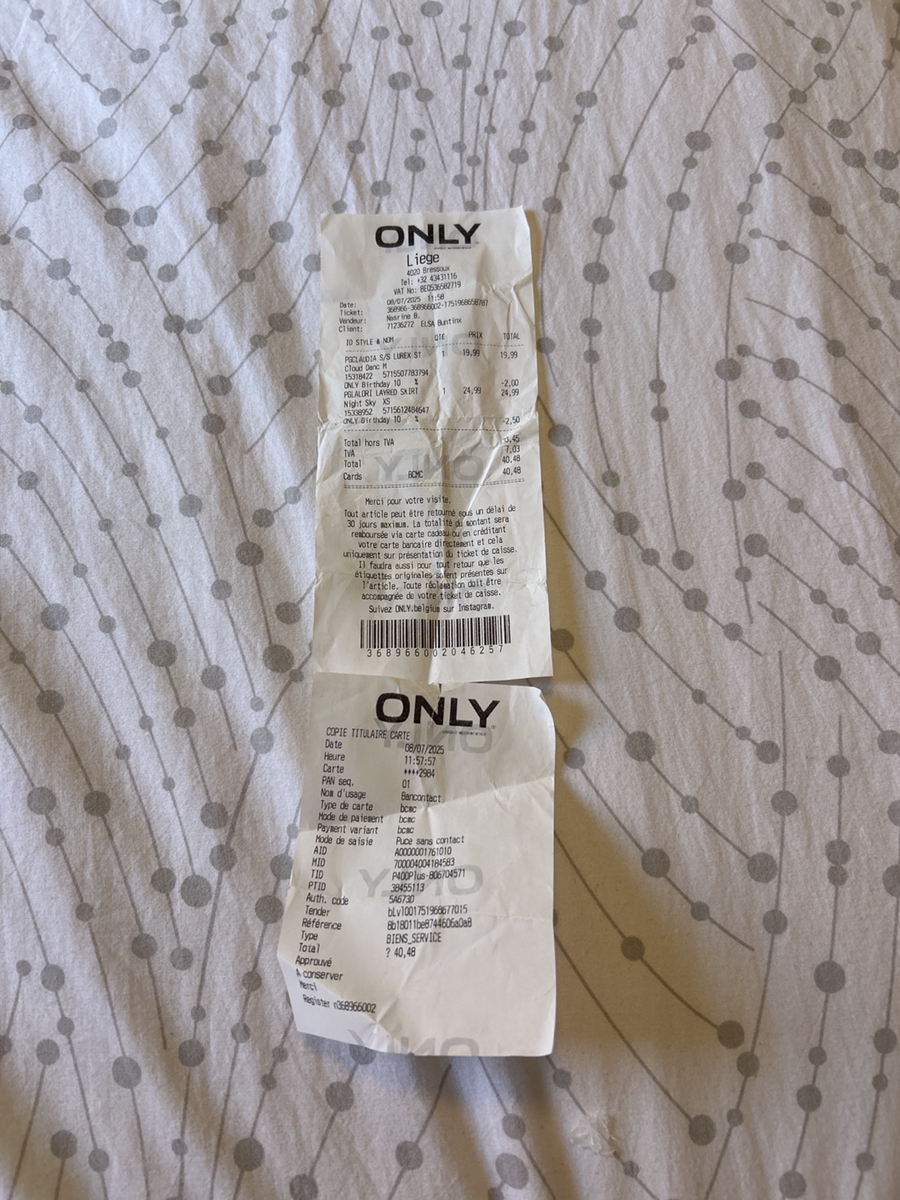 ONLY
Liege
4020 Bressoux
Tel: +32 43431116
VAT No: BE0536582719
Date: 08/07/2025 11:58
Ticket: 368966-368966002-1751968658787
Vendeur: Nasrine B.
Client: 71236272 ELSA Buntinx
ID STYLE & NOM QTE PRIX TOTAL
PGCLAUDIA S/S LUREX ST 1 19,99 19,99
Cloud Danc M
15318422 5715507783794
ONLY Birthday 10 % -2,00
PGLALORI LAYRED SKIRT 1 24,99 24,99
Night Sky XS
15338952 5715612484647
ONLY Birthday 10 % -2,50
Total hors TVA
TVA 7,03
Total 40,48
Cards BCMC 40,48
Merci pour votre visite.
Tout article peut être retourné sous un délai de
30 jours maximum. La totalité du montant sera
remboursée via carte cadeau ou en créditant
votre carte bancaire directement et cela
uniquement sur présentation du ticket de caisse.
Il faudra aussi pour tout retour que les
étiquettes originales soient présentes sur
l'article. Toute réclamation doit être
accompagnée de votre ticket de caisse.
Suivez ONLY.belgium sur Instagram.
368966002046257
ONLY
COPIE TITULAIRE CARTE
Date 08/07/2025
Heure 11:57:57
Carte ****2984
PAN seq. 01
Nom d'usage Bancontact
Type de carte bcmc
Mode de paiement bcmc
Payment variant bcmc
Mode de saisie Puce sans contact
AID A0000001761010
MID 700004004184583
TID P400Plus-806704571
PTID 38455113
Auth. code 5A6730
Tender bLvl001751968677015
Référence 8b18011be8744606a0a8
Type BIENS_SERVICE
Total ? 40,48
Approuvé
A conserver
Merci
Register n368966002